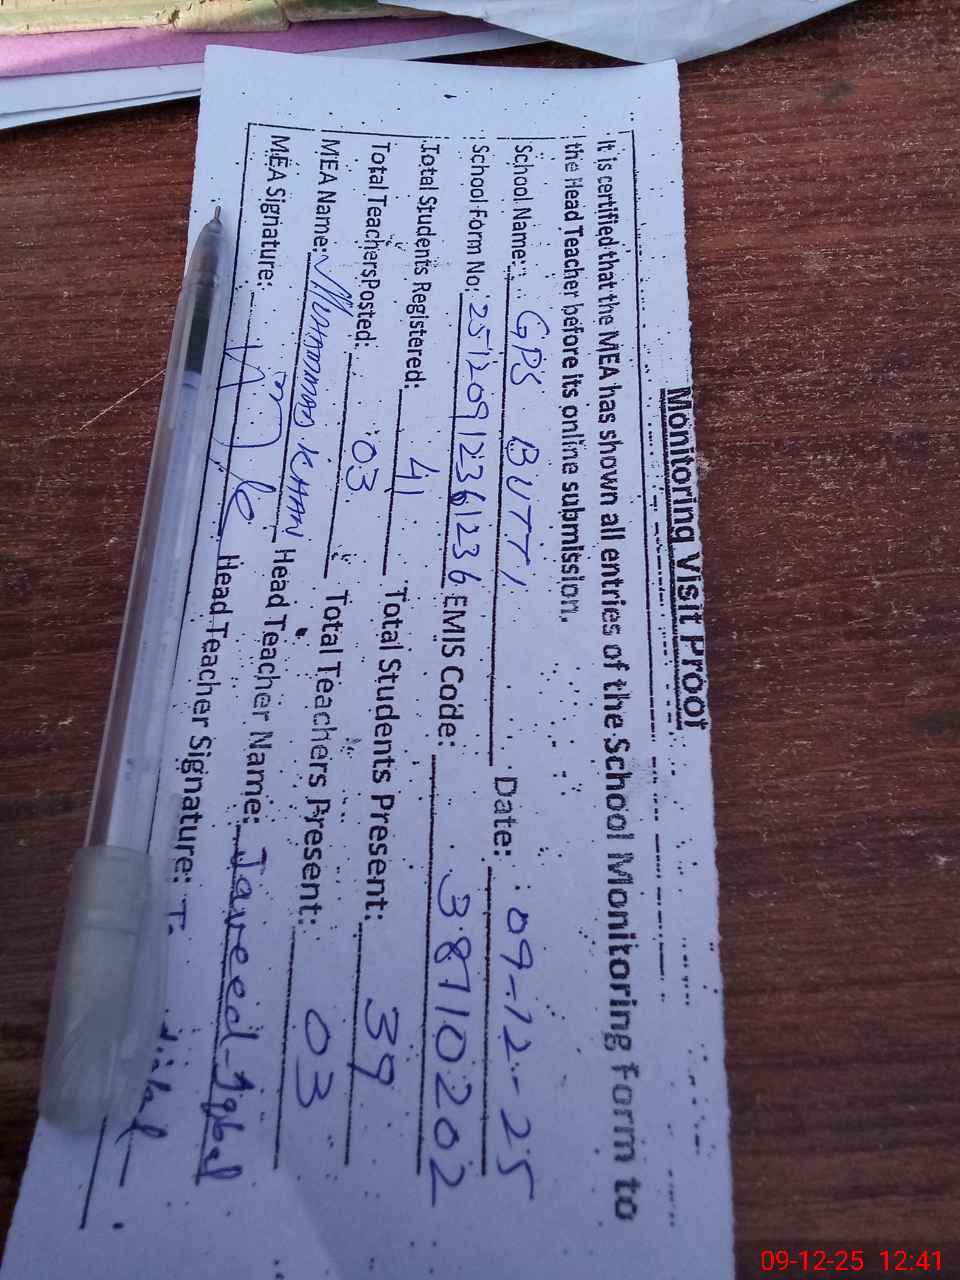 Monitoring Visit Proof
It is certified that the MEA has shown all entries of the School Monitoring Form to
the Head Teacher before its online submission.
School Name: GPS BUTTI Date: 09-12-25
School Form No: 25120912361236 EMIS Code: 38710202
Total Students Registered: 41 Total Students Present: 39
Total Teachers Posted: 03 Total Teachers Present: 03
MEA Name: MUHAMMAD KHAN Head Teacher Name: Javeed Iqbal
MEA Signature: Head Teacher Signature:
09-12-25 12:41